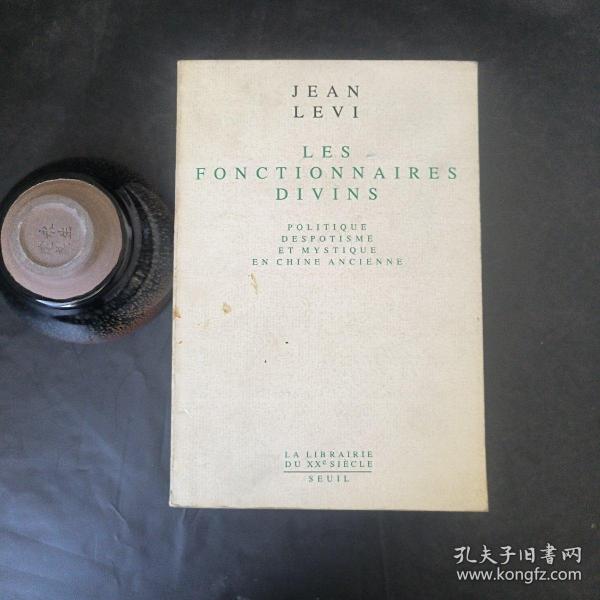 JEAN
LEVI
LES
FONCTIONNAIRES
DIVINS
POLITIQUE
DESPOTISME
ET MYSTIQUE
EN CHINE ANCIENNE
LA LIBRAIRIE
DU XXe SIÈCLE
SEUIL
孔夫子旧书网
www.kongfz.com